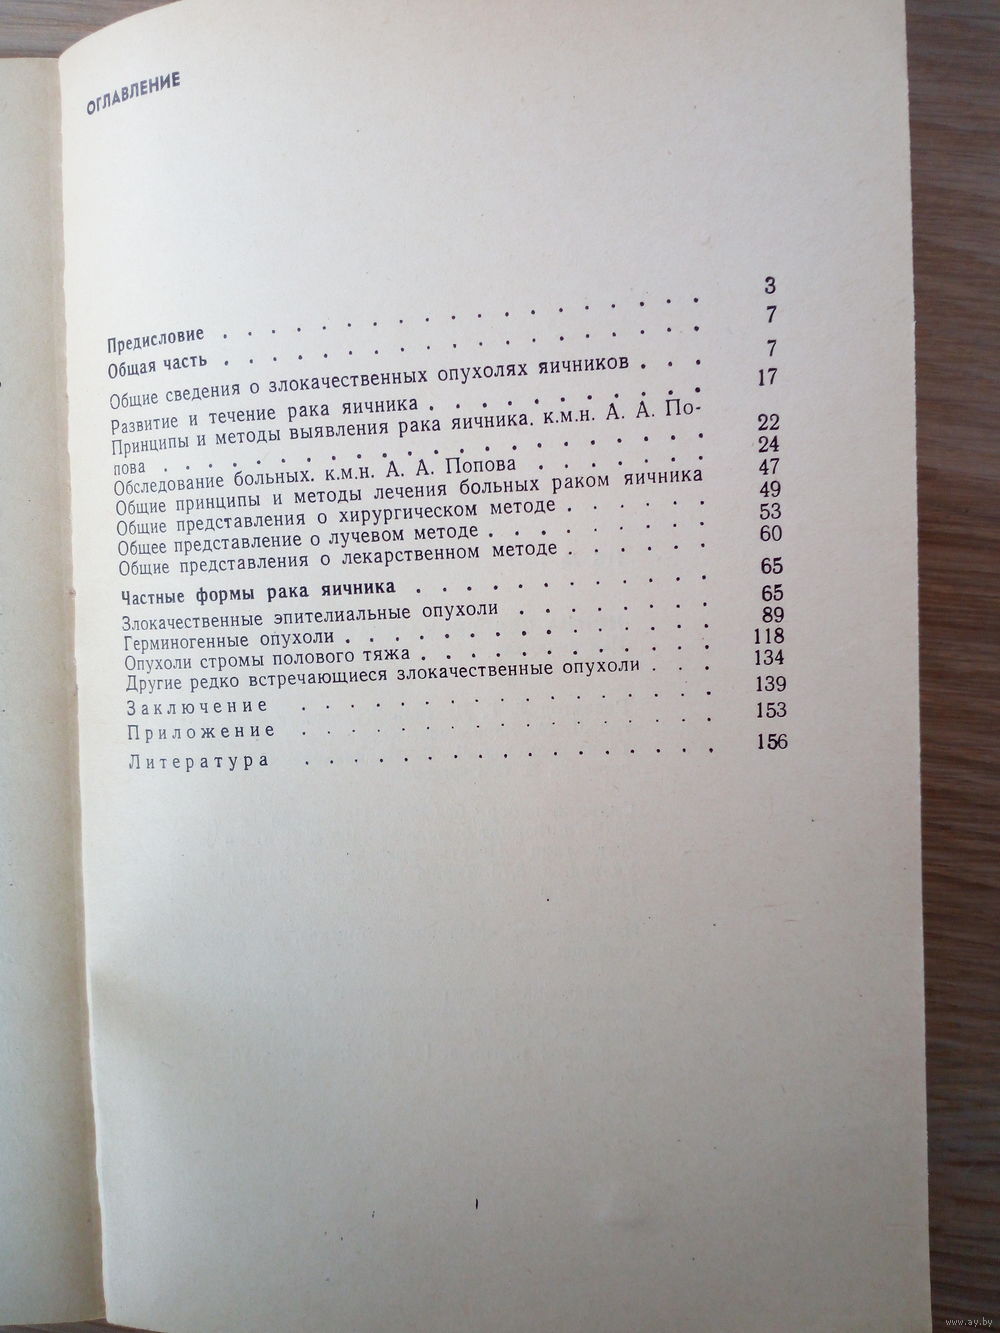 ОГЛАВЛЕНИЕ
Предисловие . . . . . . . . . . . . . . . . . . . 3
Общая часть . . . . . . . . . . . . . . . . . . . 7
Общие сведения о злокачественных опухолях яичников . . . 7
Развитие и течение рака яичника . . . . . . . . . . . 17
Принципы и методы выявления рака яичника. к.м.н. А. А. По-
пова . . . . . . . . . . . . . . . . . . . . . 22
Обследование больных. к.м.н. А. А. Попова . . . . . . . 24
Общие принципы и методы лечения больных раком яичника 47
Общие представления о хирургическом методе . . . . . . 49
Общее представление о лучевом методе . . . . . . . . . 53
Общие представления о лекарственном методе . . . . . . 60
Частные формы рака яичника . . . . . . . . . . . . 65
Злокачественные эпителиальные опухоли . . . . . . . . 65
Герминогенные опухоли . . . . . . . . . . . . . . . 89
Опухоли стромы полового тяжа . . . . . . . . . . . . 118
Другие редко встречающиеся злокачественные опухоли . . . 134
Заключение . . . . . . . . . . . . . . . . . 139
Приложение . . . . . . . . . . . . . . . . . 153
Литература . . . . . . . . . . . . . . . . . 156
www.ay.by